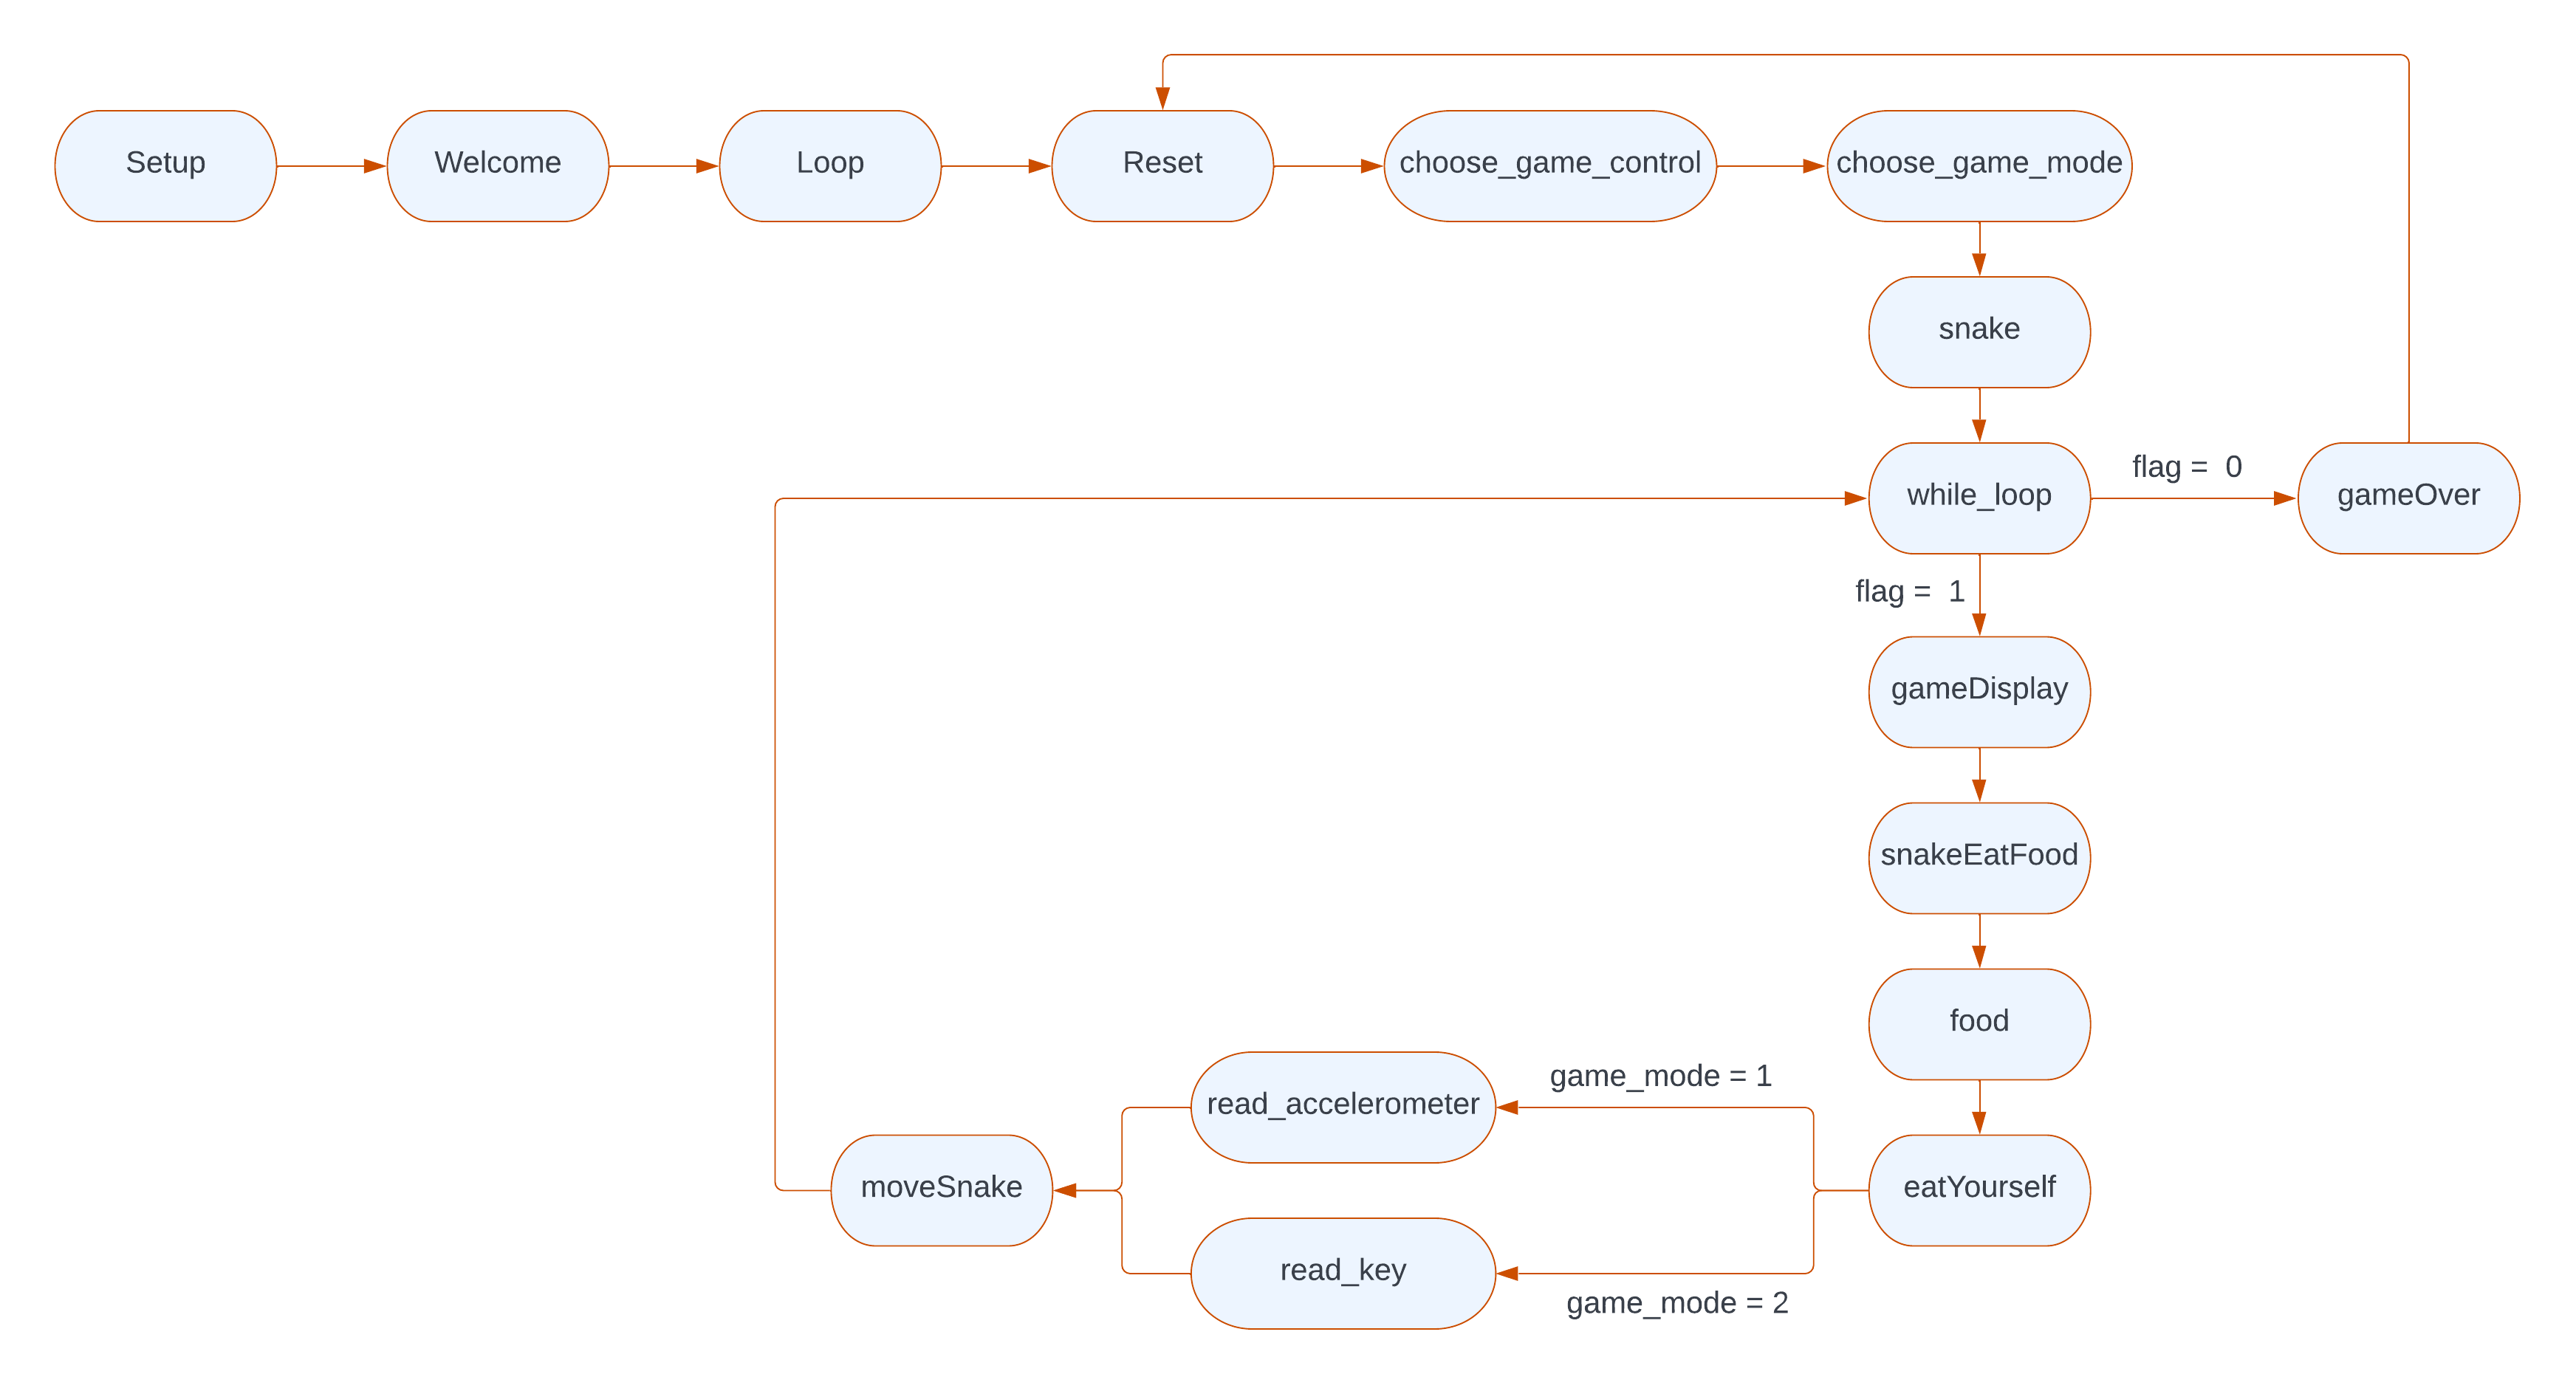 Setup
Welcome
Loop
Reset
choose_game_control
choose_game_mode
snake
while_loop
flag =  0
gameOver
flag =  1
gameDisplay
snakeEatFood
food
eatYourself
game_mode = 1
read_accelerometer
game_mode = 2
read_key
moveSnake